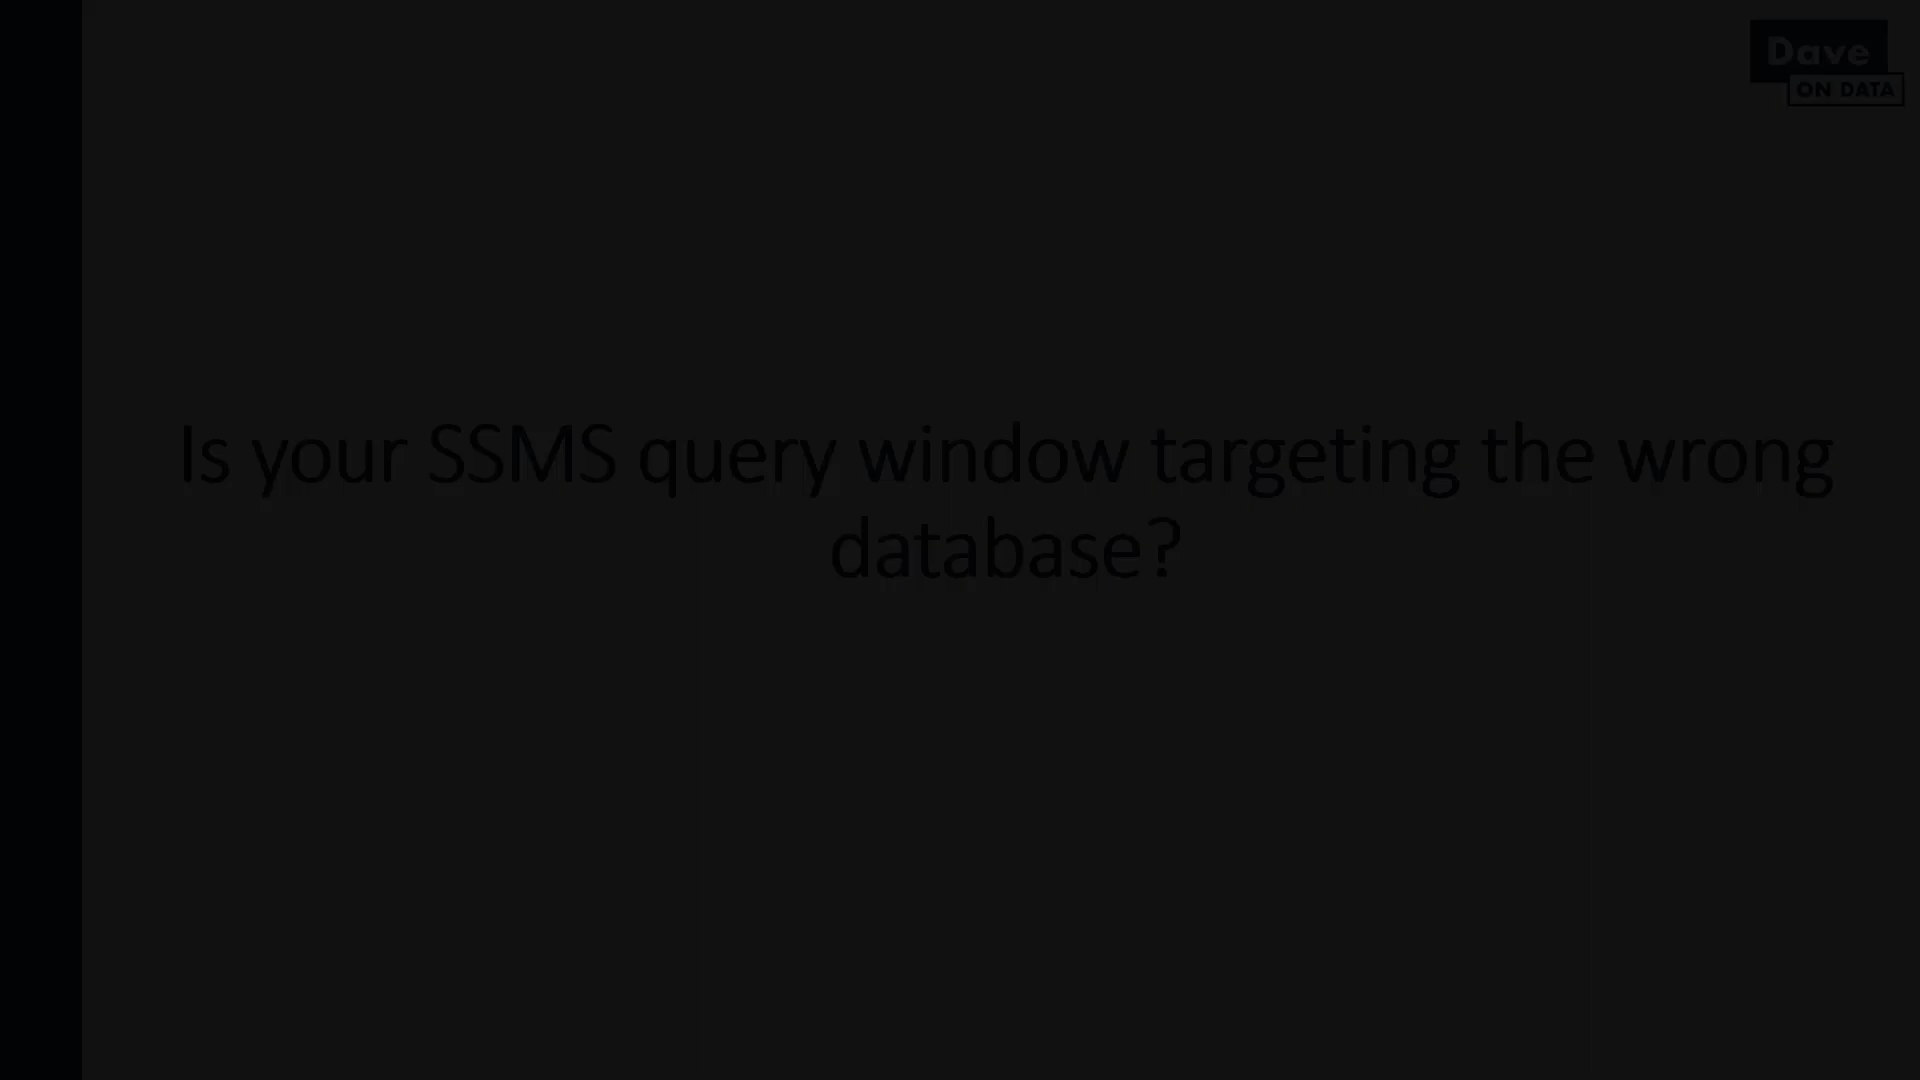 Dave
ON DATA
Is your SSMS query window targeting the wrong
database?